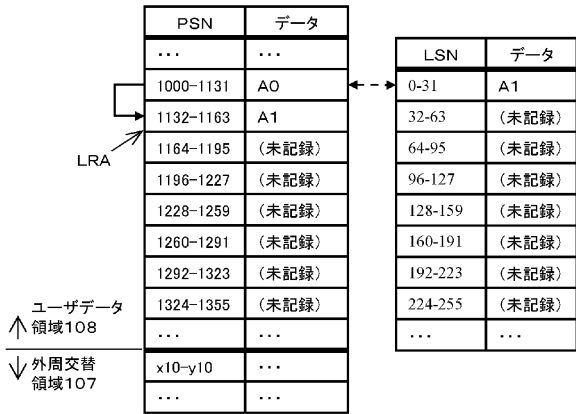 PSN データ
... ...
1000-1131 A0
1132-1163 A1
1164-1195 (未記録)
1196-1227 (未記録)
1228-1259 (未記録)
1260-1291 (未記録)
1292-1323 (未記録)
1324-1355 (未記録)
... ...
x10-y10 ...
... ...
LRA
ユーザデータ
領域108
外周交替
領域107
LSN データ
0-31 A1
32-63 (未記録)
64-95 (未記録)
96-127 (未記録)
128-159 (未記録)
160-191 (未記録)
192-223 (未記録)
224-255 (未記録)
... ...